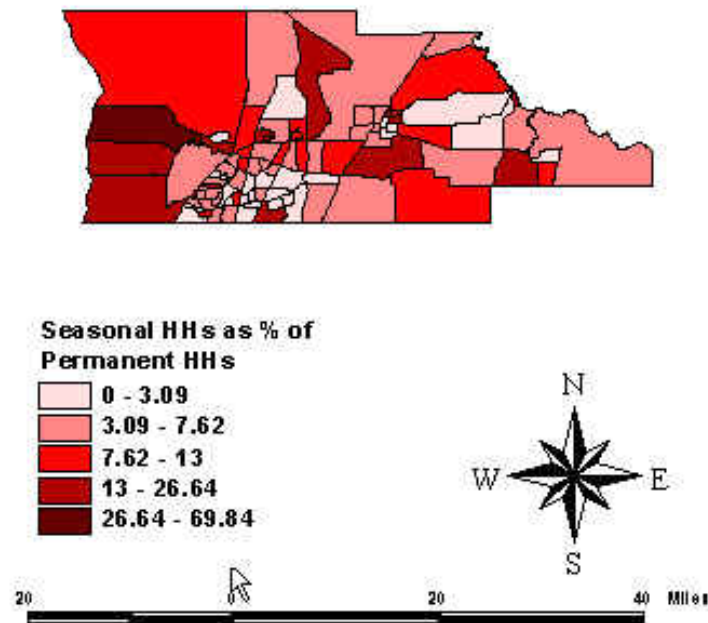 Seasonal HHs as % of
Permanent HHs
0 - 3.09
3.09 - 7.62
7.62 - 13
13 - 26.64
26.64 - 69.84
N
W E
S
20 0 20 40 Miles